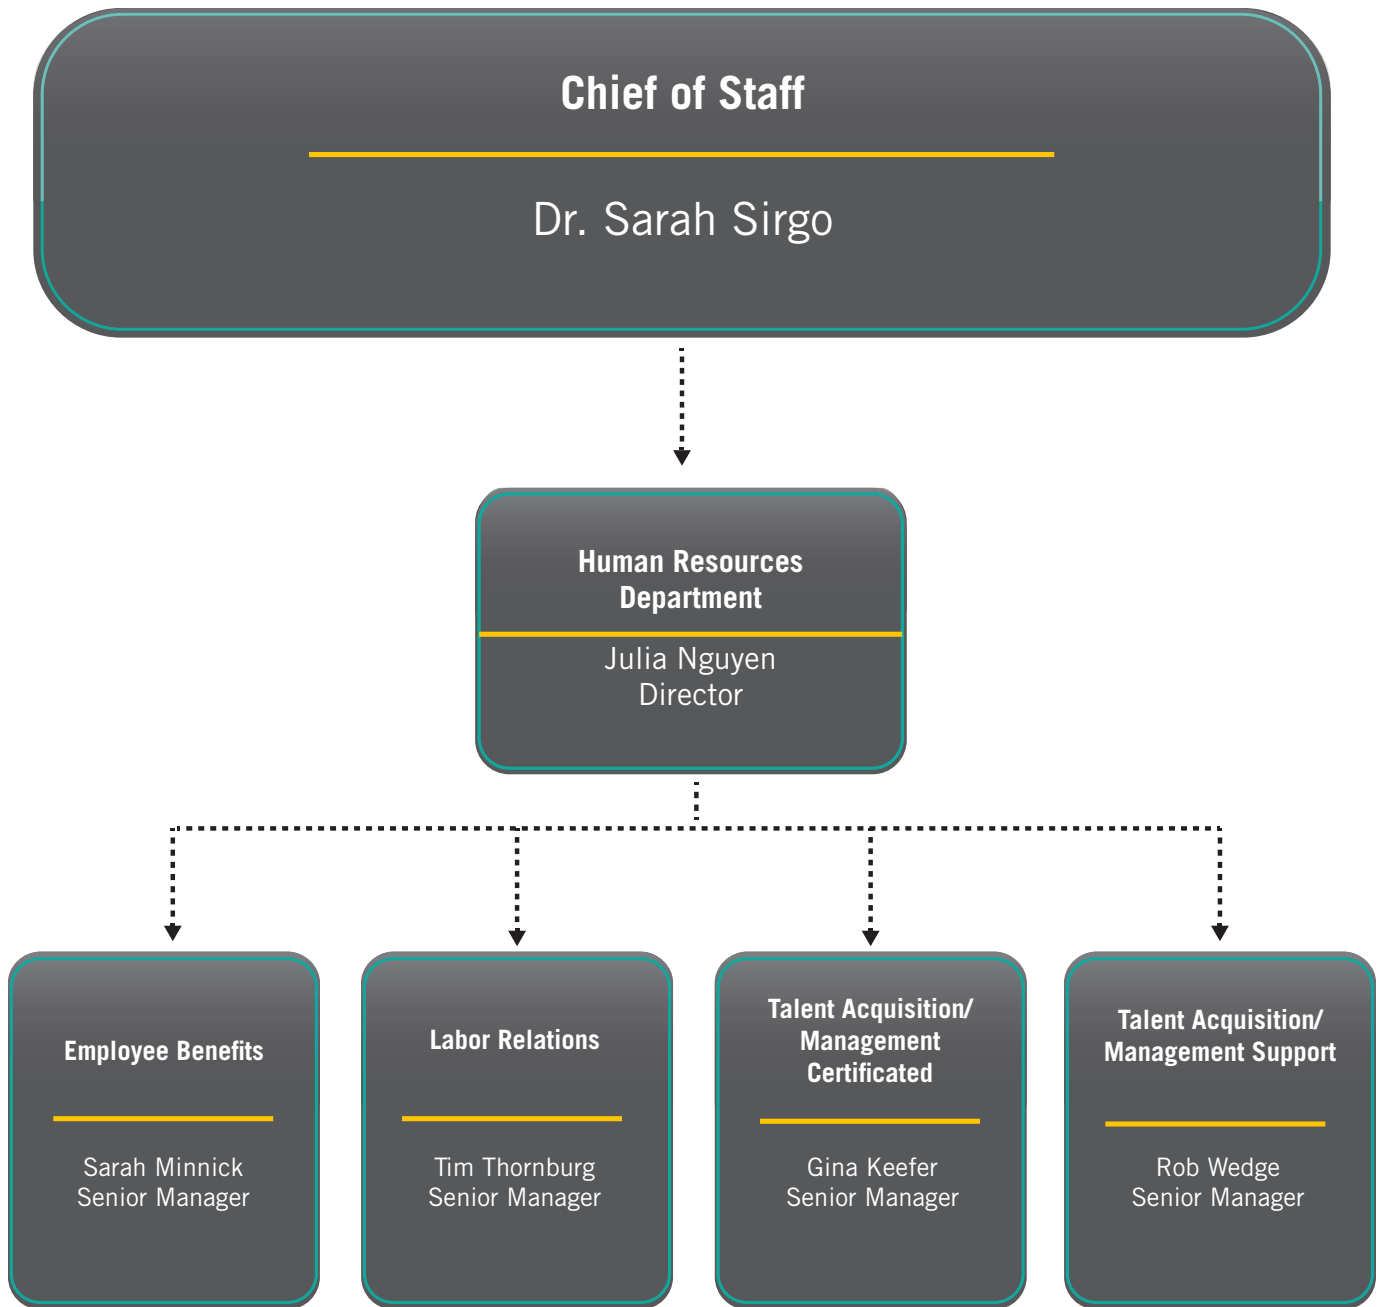 Chief of Staff
Dr. Sarah Sirgo
Human Resources
Department
Julia Nguyen
Director
Employee Benefits
Sarah Minnick
Senior Manager
Labor Relations
Tim Thornburg
Senior Manager
Talent Acquisition/
Management
Certificated
Gina Keefer
Senior Manager
Talent Acquisition/
Management Support
Rob Wedge
Senior Manager